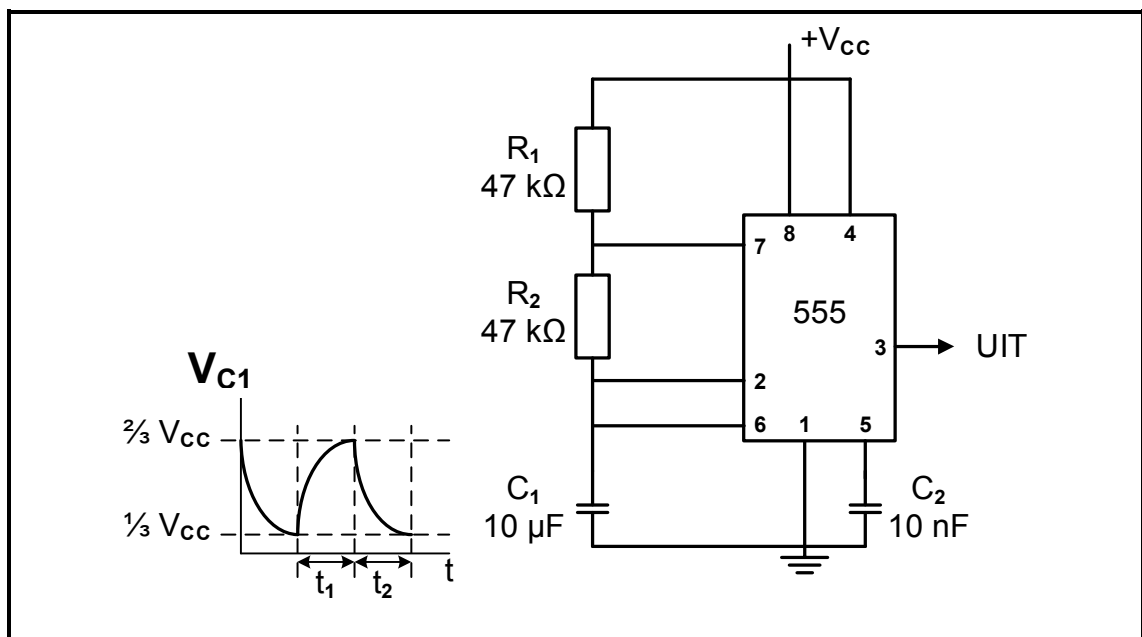 +VCC
R1
47 kΩ
7
8
4
R2
47 kΩ
555
3
UIT
2
6
1
5
C1
10 µF
C2
10 nF
VC1
⅔ VCC
⅓ VCC
t1
t2
t